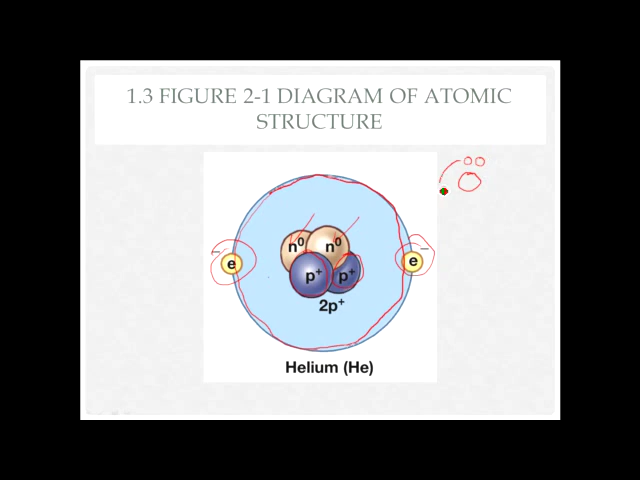 1.3 FIGURE 2-1 DIAGRAM OF ATOMIC
STRUCTURE
n⁰ n⁰
e⁻ e⁻
p⁺ p⁺
2p⁺
Helium (He)